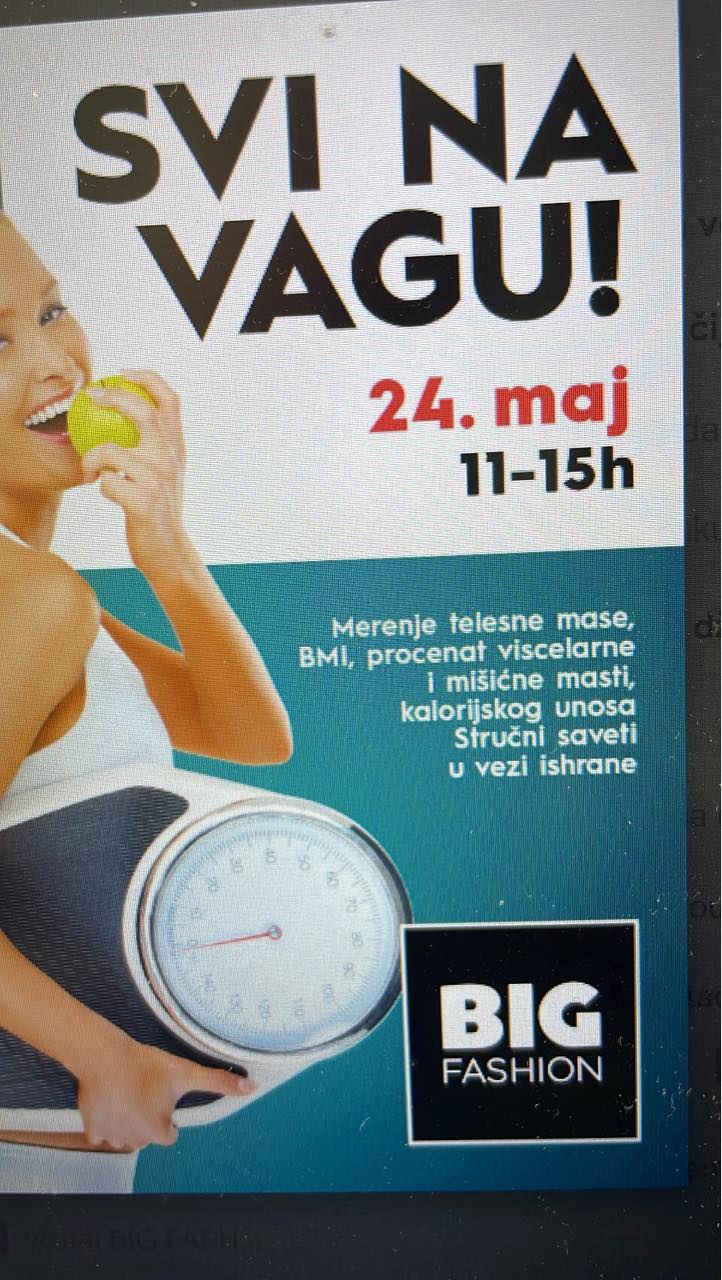 SVI NA
VAGU!
24. maj
11-15h
Merenje telesne mase,
BMI, procenat viscelarne
i mišićne masti,
kalorijskog unosa
Stručni saveti
u vezi ishrane
BIG
FASHION